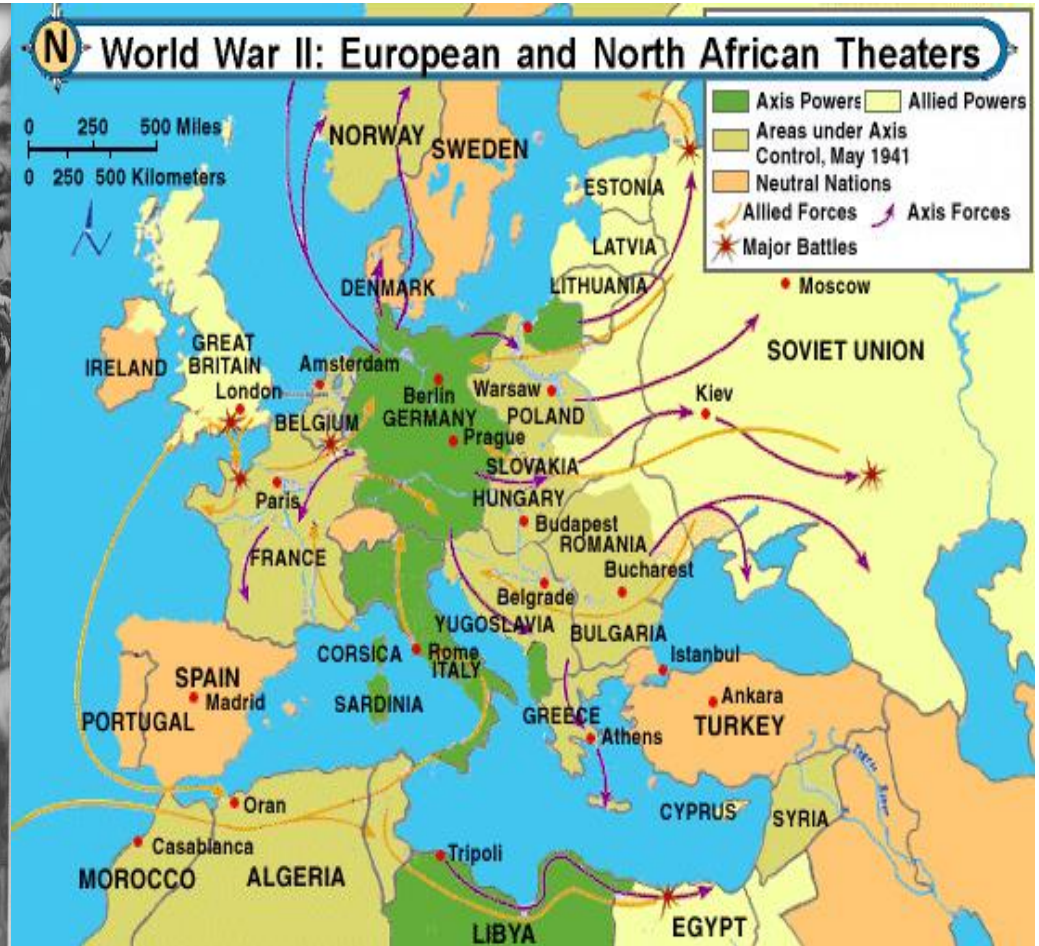 N
World War II: European and North African Theaters
Axis Powers
Allied Powers
Areas under Axis
Control, May 1941
Neutral Nations
Allied Forces
Axis Forces
Major Battles
0 250 500 Miles
0 250 500 Kilometers
NORWAY
SWEDEN
ESTONIA
LATVIA
LITHUANIA
DENMARK
Moscow
SOVIET UNION
IRELAND
GREAT
BRITAIN
London
Amsterdam
Berlin
GERMANY
Warsaw
POLAND
Kiev
BELGIUM
Prague
SLOVAKIA
Paris
HUNGARY
Budapest
ROMANIA
FRANCE
Bucharest
Belgrade
YUGOSLAVIA
BULGARIA
CORSICA
Rome
ITALY
Istanbul
SPAIN
Madrid
SARDINIA
Ankara
TURKEY
PORTUGAL
GREECE
Athens
Tigris River
Oran
CYPRUS
SYRIA
Casablanca
Tripoli
MOROCCO
ALGERIA
LIBYA
EGYPT